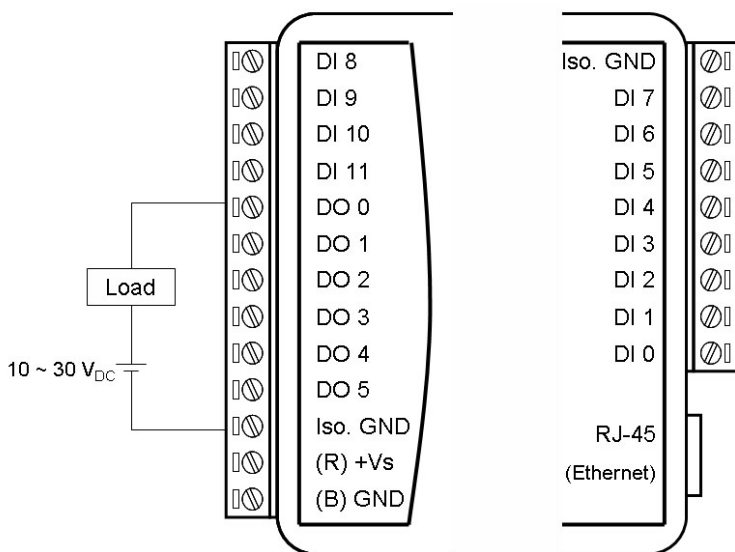 DI 8
DI 9
DI 10
DI 11
DO 0
DO 1
DO 2
DO 3
DO 4
DO 5
Iso. GND
(R) +Vs
(B) GND
Load
10 ~ 30 VDC
Iso. GND
DI 7
DI 6
DI 5
DI 4
DI 3
DI 2
DI 1
DI 0
RJ-45
(Ethernet)